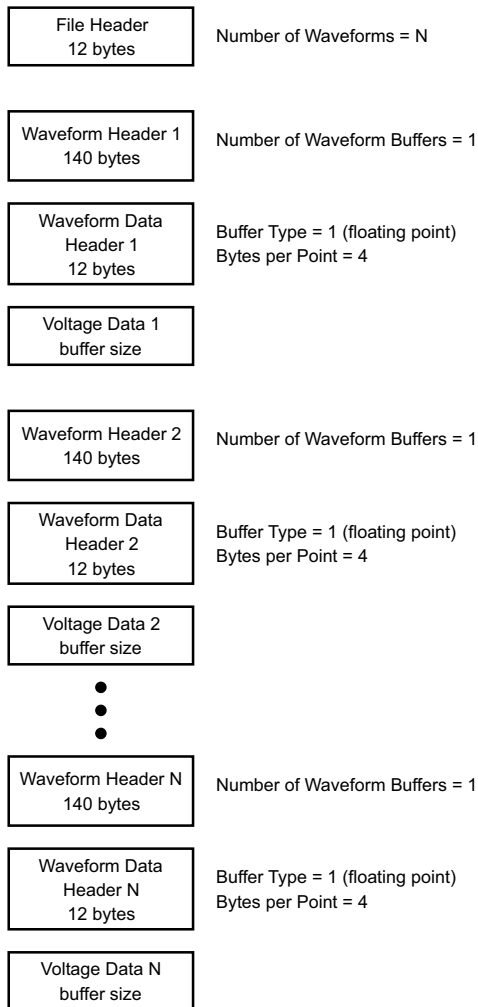 File Header
12 bytes
Number of Waveforms = N
Waveform Header 1
140 bytes
Number of Waveform Buffers = 1
Waveform Data
Header 1
12 bytes
Buffer Type = 1 (floating point)
Bytes per Point = 4
Voltage Data 1
buffer size
Waveform Header 2
140 bytes
Number of Waveform Buffers = 1
Waveform Data
Header 2
12 bytes
Buffer Type = 1 (floating point)
Bytes per Point = 4
Voltage Data 2
buffer size
Waveform Header N
140 bytes
Number of Waveform Buffers = 1
Waveform Data
Header N
12 bytes
Buffer Type = 1 (floating point)
Bytes per Point = 4
Voltage Data N
buffer size